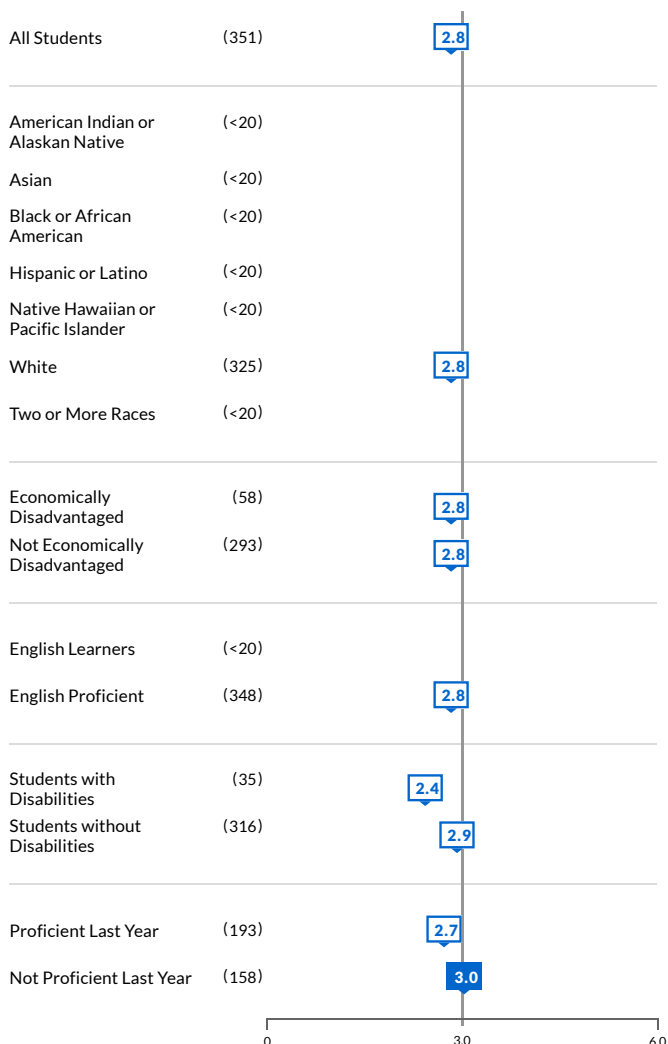 All Students (351) 2.8
American Indian or (<20)
Alaskan Native
Asian (<20)
Black or African (<20)
American
Hispanic or Latino (<20)
Native Hawaiian or (<20)
Pacific Islander
White (325) 2.8
Two or More Races (<20)
Economically (58) 2.8
Disadvantaged
Not Economically (293) 2.8
Disadvantaged
English Learners (<20)
English Proficient (348) 2.8
Students with (35) 2.4
Disabilities
Students without (316) 2.9
Disabilities
Proficient Last Year (193) 2.7
Not Proficient Last Year (158) 3.0
0 3.0 6.0